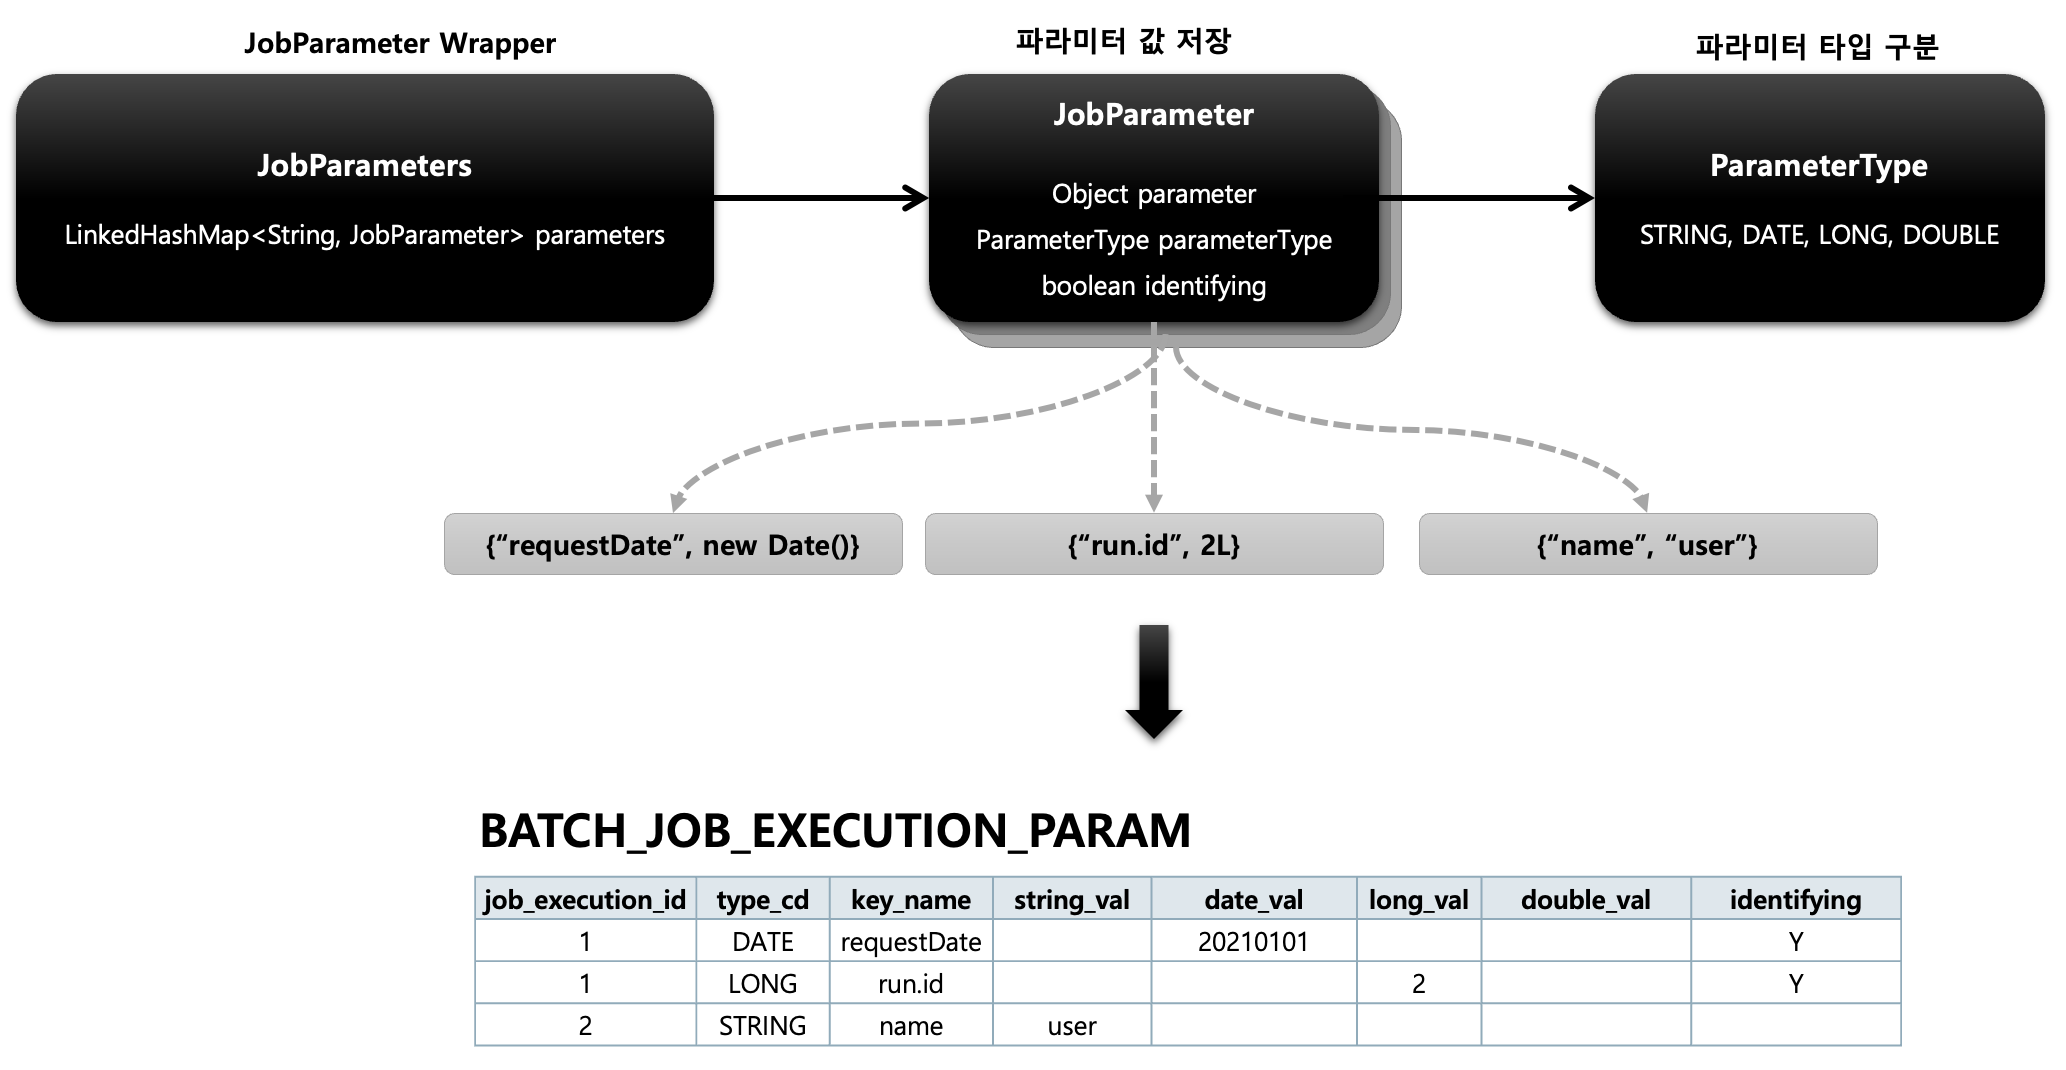 JobParameter Wrapper
파라미터 값 저장
파라미터 타입 구분
JobParameters
LinkedHashMap<String, JobParameter> parameters
JobParameter
Object parameter
ParameterType parameterType
boolean identifying
ParameterType
STRING, DATE, LONG, DOUBLE
{“requestDate”, new Date()}
{“run.id”, 2L}
{“name”, “user”}
BATCH_JOB_EXECUTION_PARAM
job_execution_id type_cd key_name string_val date_val long_val double_val identifying
1 DATE requestDate 20210101 Y
1 LONG run.id 2 Y
2 STRING name user